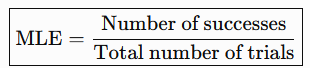 MLE = Number of successes / Total number of trials